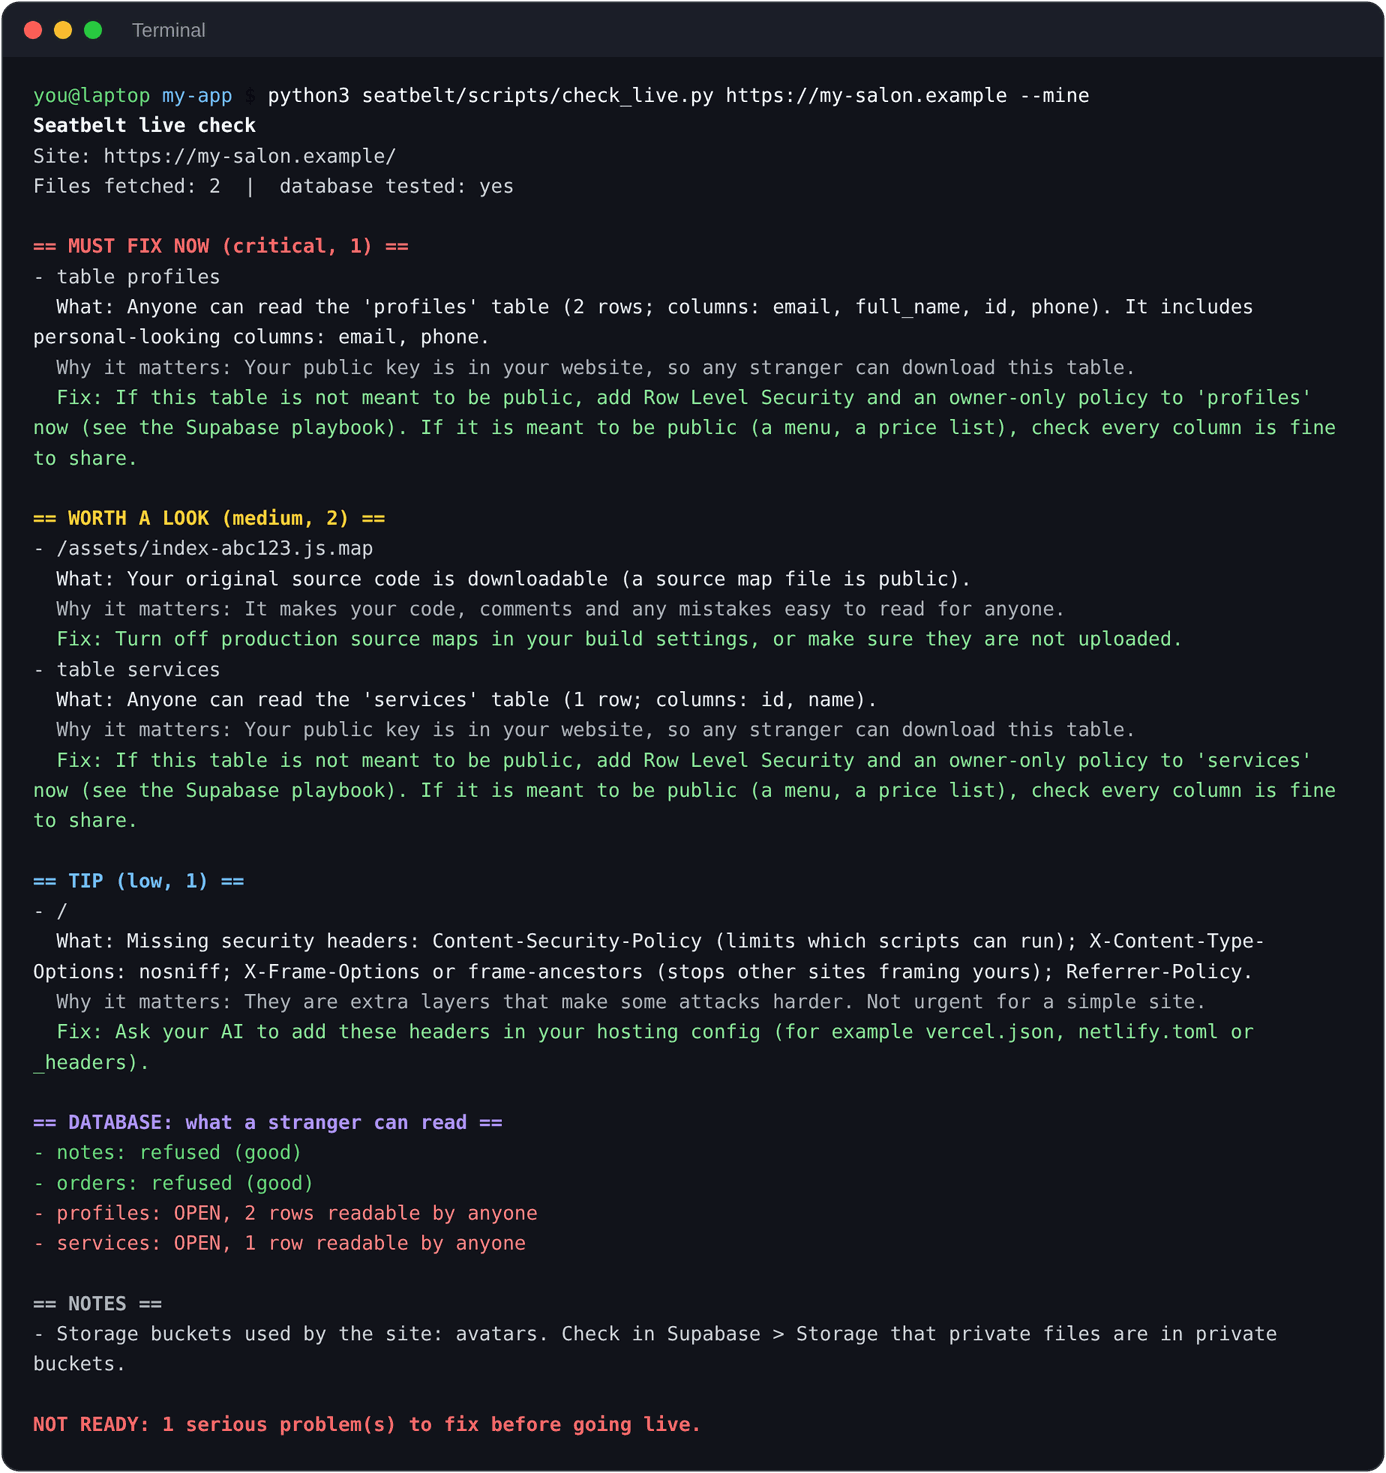 Terminal
you@laptop my-app $ python3 seatbelt/scripts/check_live.py https://my-salon.example --mine
Seatbelt live check
Site: https://my-salon.example/
Files fetched: 2  |  database tested: yes
== MUST FIX NOW (critical, 1) ==
- table profiles
What: Anyone can read the 'profiles' table (2 rows; columns: email, full_name, id, phone). It includes
personal-looking columns: email, phone.
Why it matters: Your public key is in your website, so any stranger can download this table.
Fix: If this table is not meant to be public, add Row Level Security and an owner-only policy to 'profiles'
now (see the Supabase playbook). If it is meant to be public (a menu, a price list), check every column is fine
to share.
== WORTH A LOOK (medium, 2) ==
- /assets/index-abc123.js.map
What: Your original source code is downloadable (a source map file is public).
Why it matters: It makes your code, comments and any mistakes easy to read for anyone.
Fix: Turn off production source maps in your build settings, or make sure they are not uploaded.
- table services
What: Anyone can read the 'services' table (1 row; columns: id, name).
Why it matters: Your public key is in your website, so any stranger can download this table.
Fix: If this table is not meant to be public, add Row Level Security and an owner-only policy to 'services'
now (see the Supabase playbook). If it is meant to be public (a menu, a price list), check every column is fine
to share.
== TIP (low, 1) ==
- /
What: Missing security headers: Content-Security-Policy (limits which scripts can run); X-Content-Type-
Options: nosniff; X-Frame-Options or frame-ancestors (stops other sites framing yours); Referrer-Policy.
Why it matters: They are extra layers that make some attacks harder. Not urgent for a simple site.
Fix: Ask your AI to add these headers in your hosting config (for example vercel.json, netlify.toml or
_headers).
== DATABASE: what a stranger can read ==
- notes: refused (good)
- orders: refused (good)
- profiles: OPEN, 2 rows readable by anyone
- services: OPEN, 1 row readable by anyone
== NOTES ==
- Storage buckets used by the site: avatars. Check in Supabase > Storage that private files are in private
buckets.
NOT READY: 1 serious problem(s) to fix before going live.